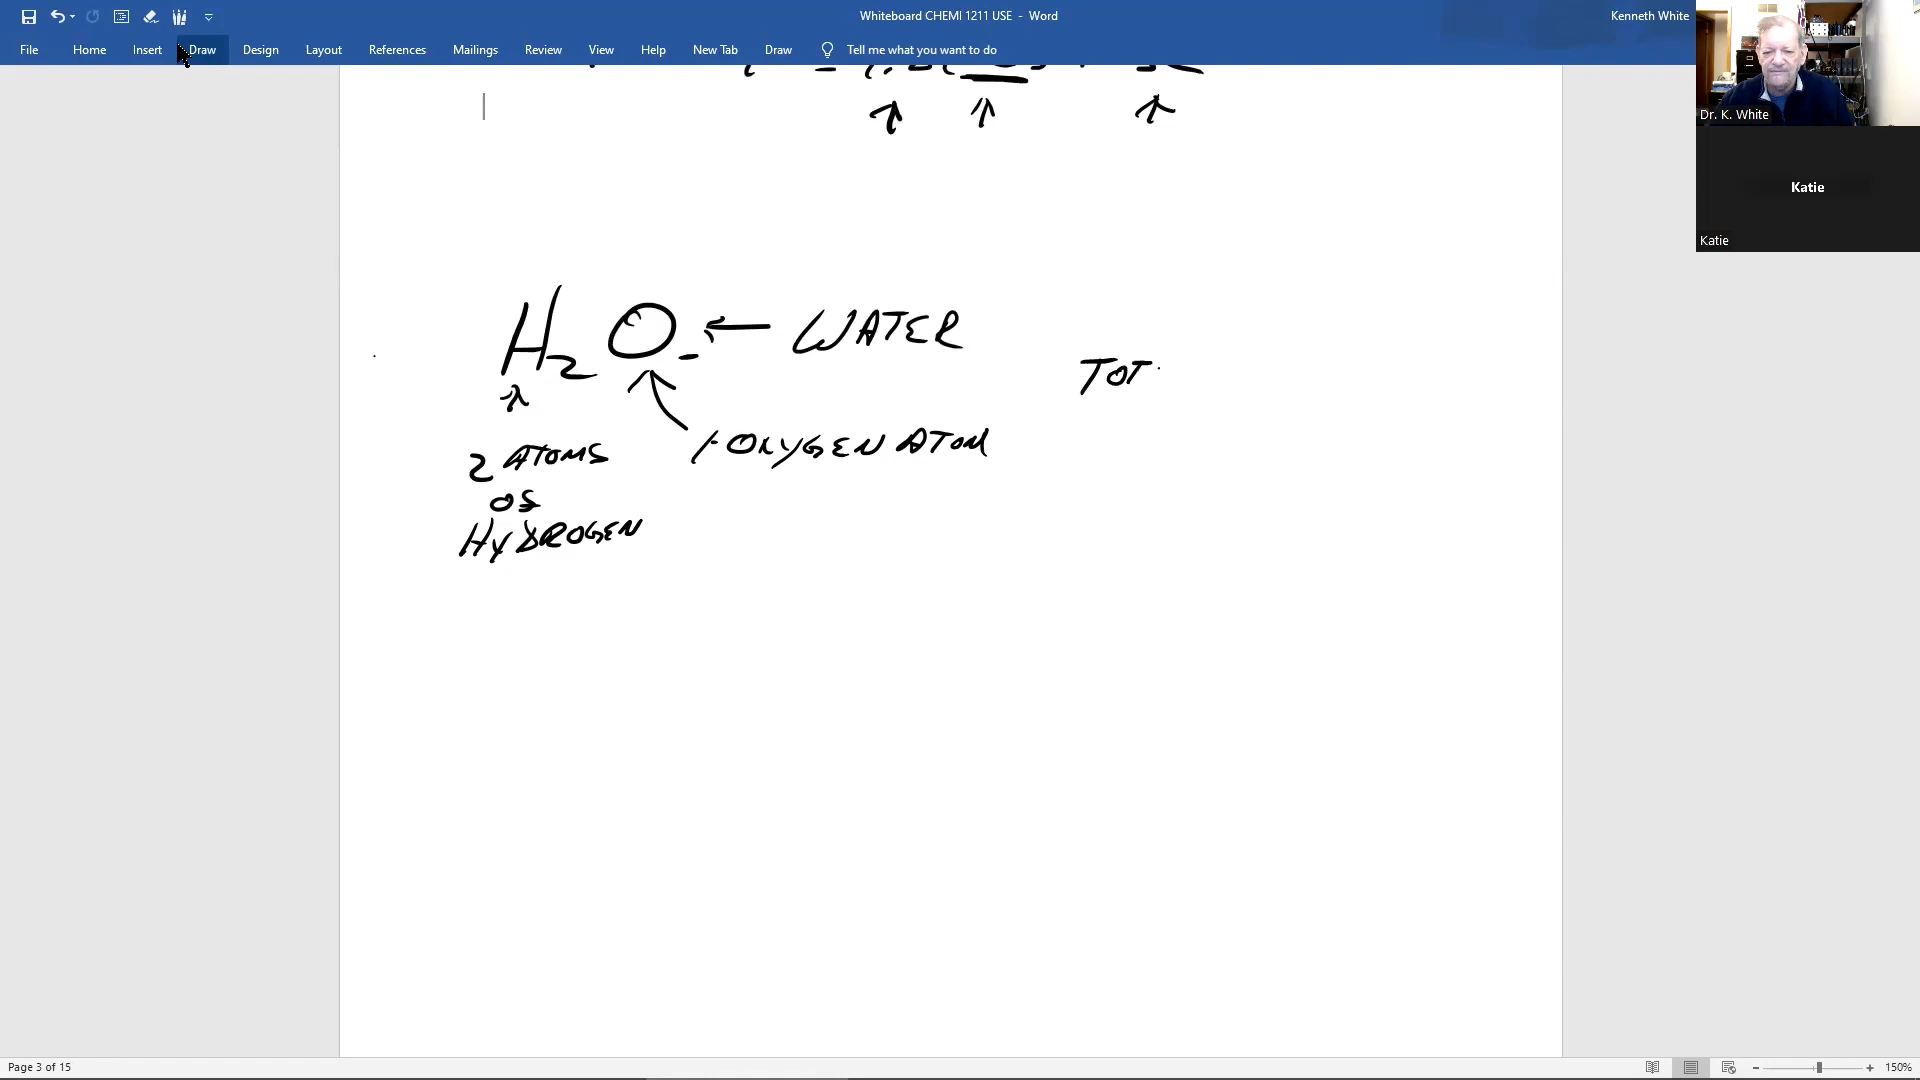 Whiteboard CHEMI 1211 USE - Word
Kenneth White
File Home Insert Draw Design Layout References Mailings Review View Help New Tab Draw Tell me what you want to do
Dr. K. White
Katie
Katie
H2O ← WATER
TOT
1 OXYGEN ATOM
2 ATOMS
OF
HYDROGEN
Page 3 of 15
150%